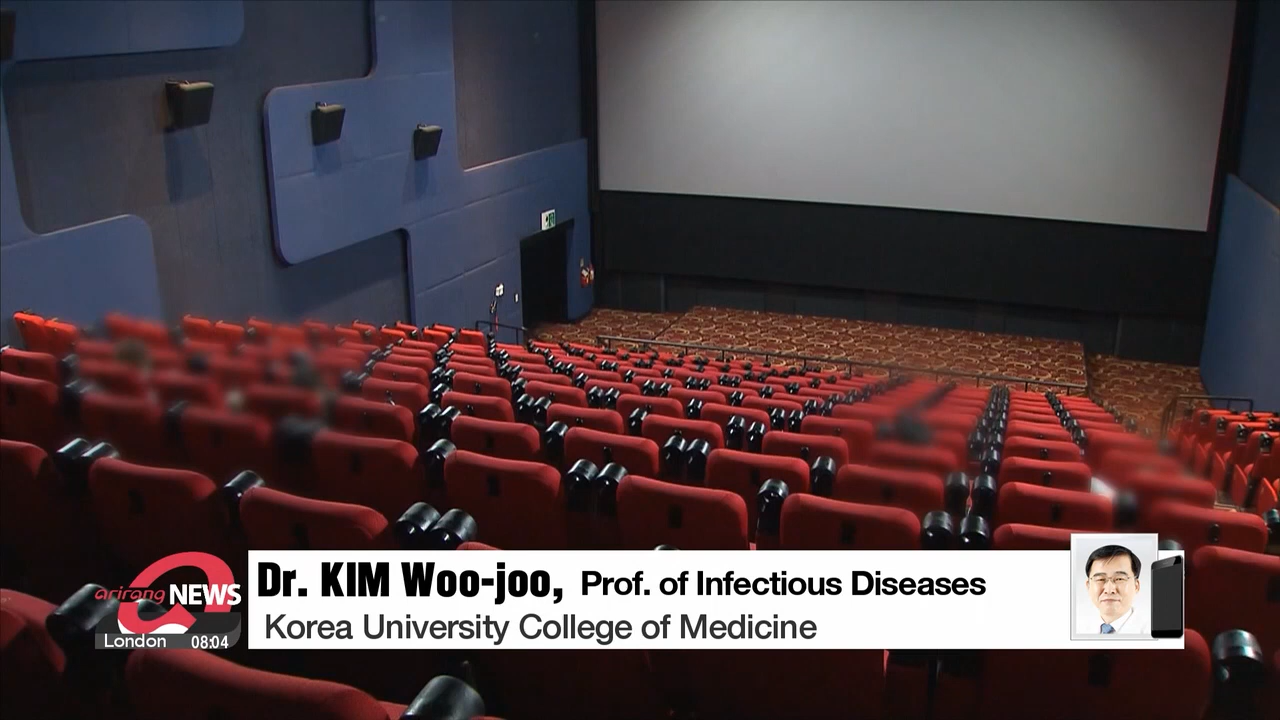 Dr. KIM Woo-joo, Prof. of Infectious Diseases
Korea University College of Medicine
arirang NEWS
London 08:04